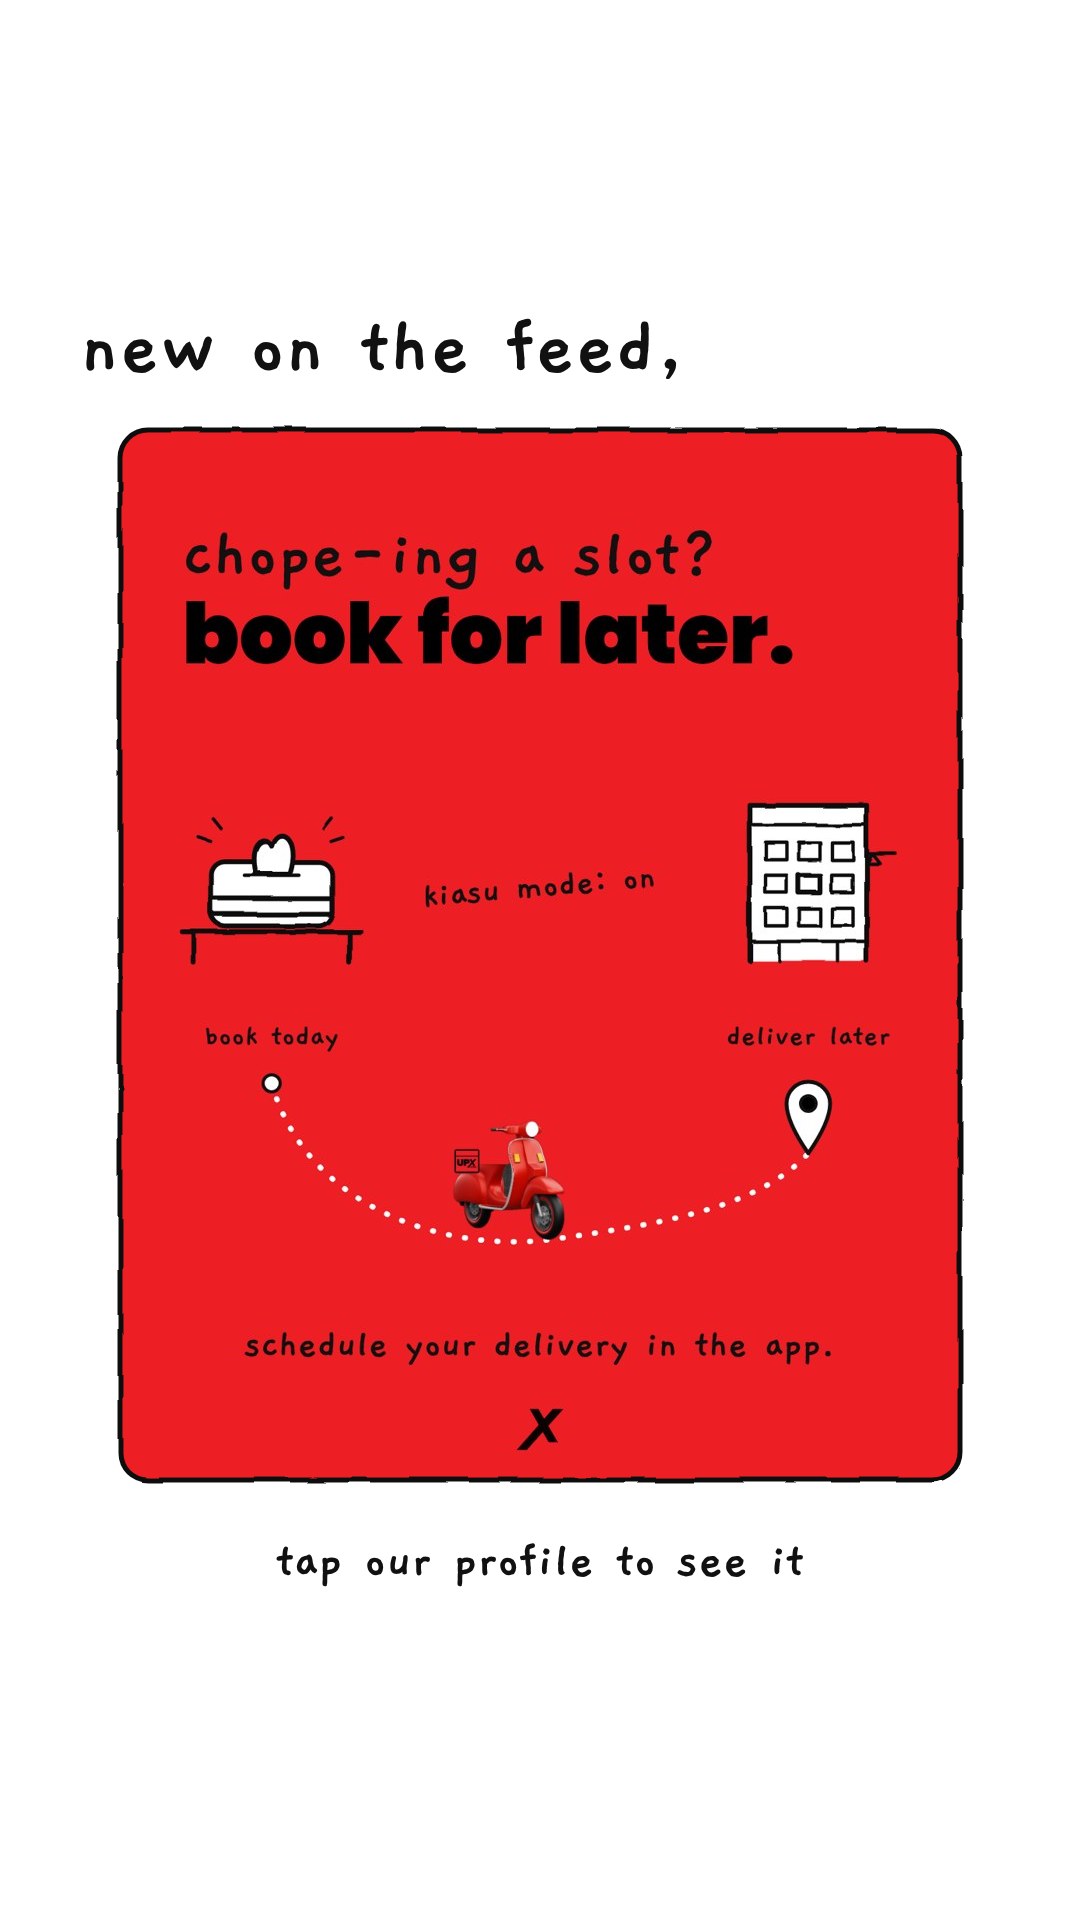 new on the feed,
chope-ing a slot?
book for later.
kiasu mode: on
book today
deliver later
UPX
schedule your delivery in the app.
X
tap our profile to see it